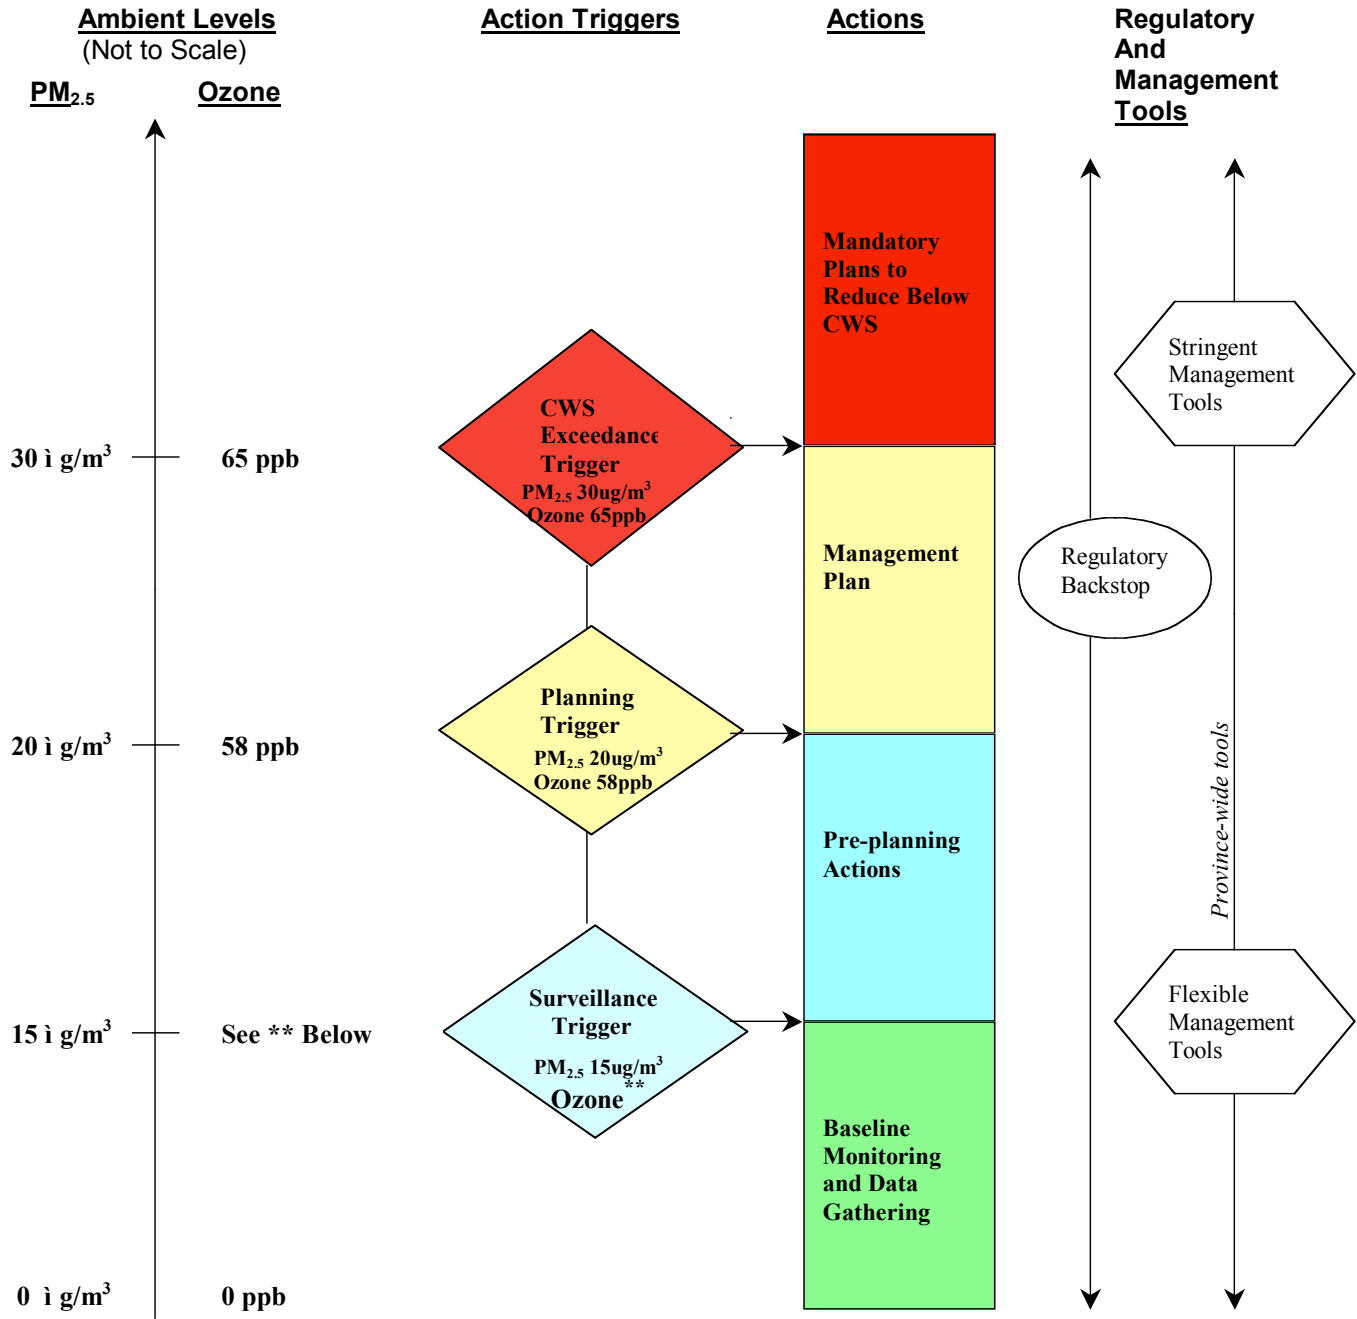 Ambient Levels
(Not to Scale)
PM2.5
Ozone
Action Triggers
Actions
Regulatory
And
Management
Tools
30 ì g/m3
65 ppb
20 ì g/m3
58 ppb
15 ì g/m3
See ** Below
0 ì g/m3
0 ppb
CWS
Exceedance
Trigger
PM2.5 30ug/m3
Ozone 65ppb
Planning
Trigger
PM2.5 20ug/m3
Ozone 58ppb
Surveillance
Trigger
PM2.5 15ug/m3
Ozone**
Mandatory
Plans to
Reduce Below
CWS
Management
Plan
Pre-planning
Actions
Baseline
Monitoring
and Data
Gathering
Regulatory
Backstop
Stringent
Management
Tools
Province-wide tools
Flexible
Management
Tools